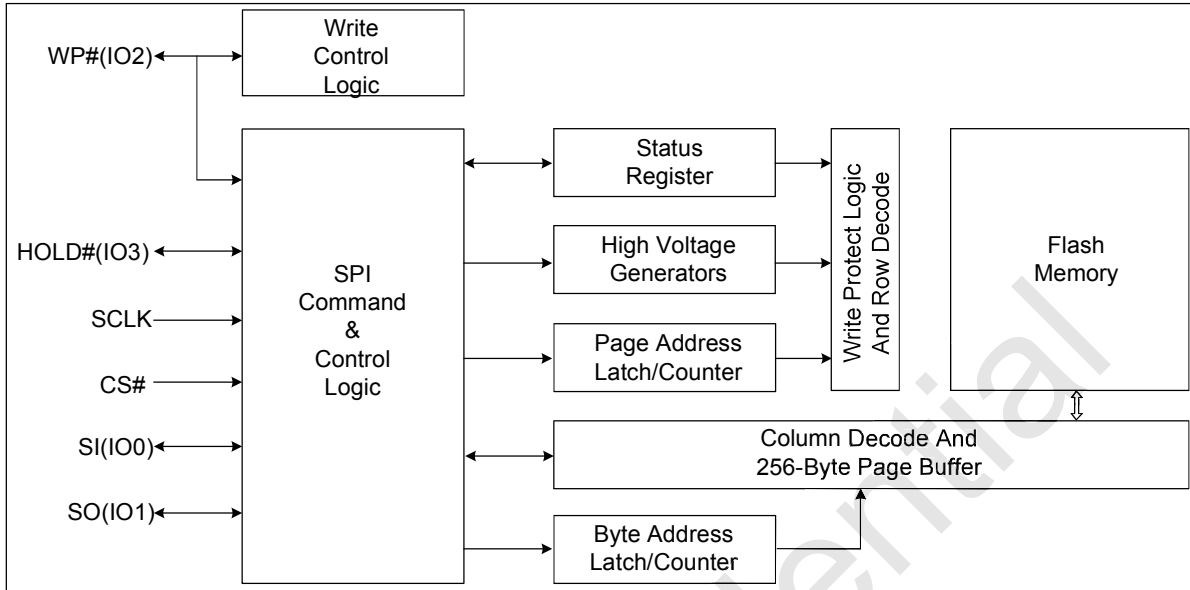 WP#(IO2)
Write
Control
Logic
HOLD#(IO3)
SCLK
CS#
SI(IO0)
SO(IO1)
SPI
Command
&
Control
Logic
Status
Register
High Voltage
Generators
Page Address
Latch/Counter
Write Protect Logic
And Row Decode
Flash
Memory
Column Decode And
256-Byte Page Buffer
Byte Address
Latch/Counter
dential